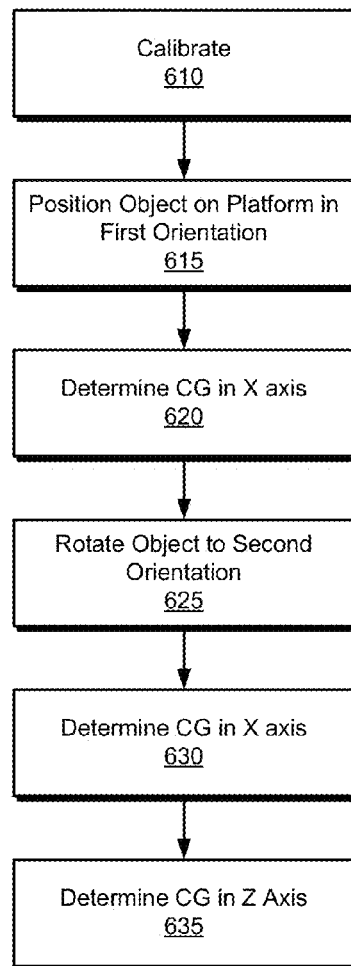 Calibrate
610
Position Object on Platform in
First Orientation
615
Determine CG in X axis
620
Rotate Object to Second
Orientation
625
Determine CG in X axis
630
Determine CG in Z Axis
635